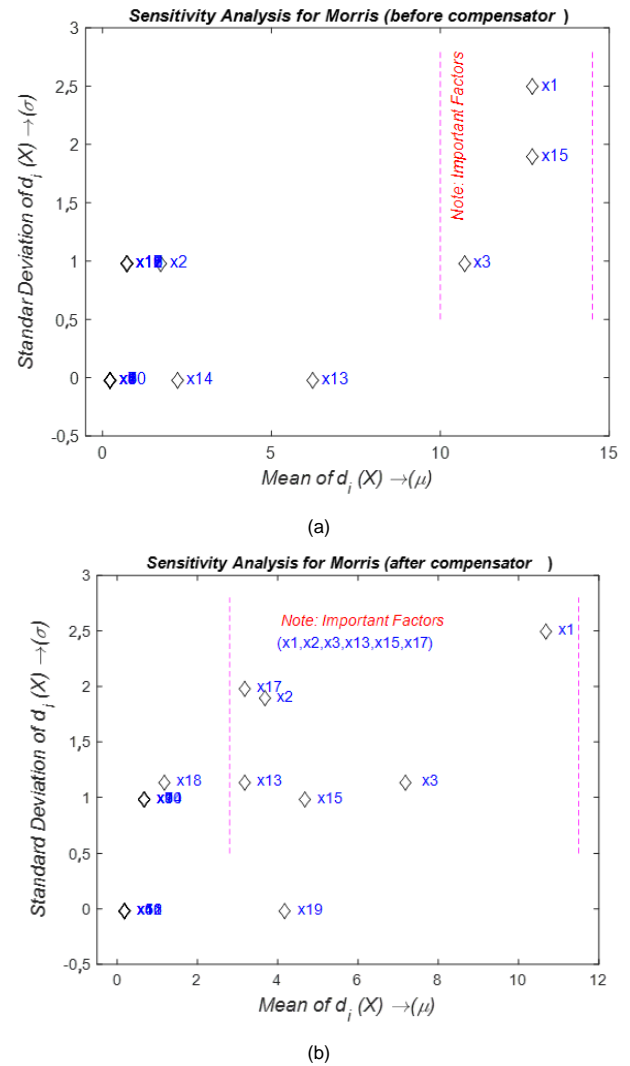 Sensitivity Analysis for Morris (before compensator )
3
2,5
2
1,5
1
0,5
0
-0,5
Standar Deviation of d i (X) →(σ)
Note: Important Factors
x1
x15
x2
x3
x14
x13
0
5
10
15
Mean of d i (X) →(μ)
(a)
Sensitivity Analysis for Morris (after compensator )
3
2,5
2
1,5
1
0,5
0
-0,5
Standard Deviation of d i (X) →(σ)
Note: Important Factors
(x1,x2,x3,x13,x15,x17)
x1
x17
x2
x18
x13
x3
x15
x19
0
2
4
6
8
10
12
Mean of d i (X) →(μ)
(b)